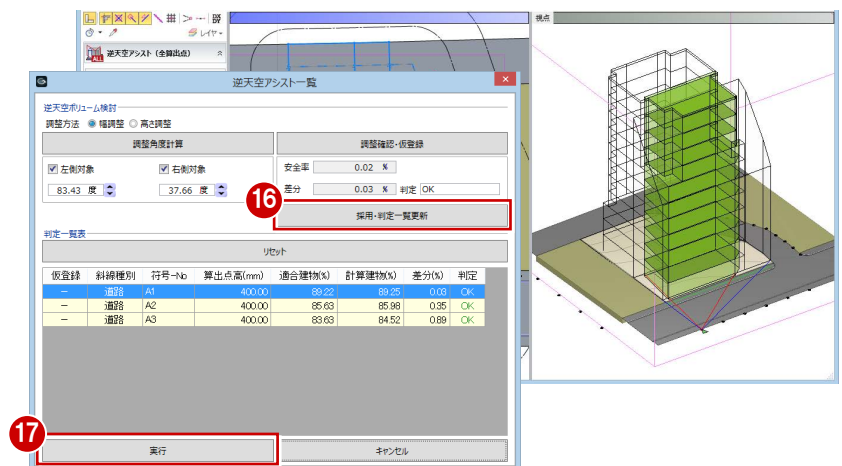 レイヤ
逆天空アシスト (全算出点)
ALL
視点
逆天空アシスト一覧
逆天空ボリューム検討
調整方法 幅調整 高さ調整
調整角度計算 調整確認・仮登録
左側対象 右側対象 安全率 0.02 %
83.43 度 37.66 度 差分 0.03 % 判定 OK
16
採用・判定一覧更新
判定一覧表
リセット
仮登録 斜線種別 符号-No 算出点高(mm) 適合建物(%) 計算建物(%) 差分(%) 判定
― 道路 A1 400.00 89.22 89.25 0.03 OK
― 道路 A2 400.00 85.63 85.98 0.35 OK
― 道路 A3 400.00 83.63 84.52 0.89 OK
17
実行 キャンセル